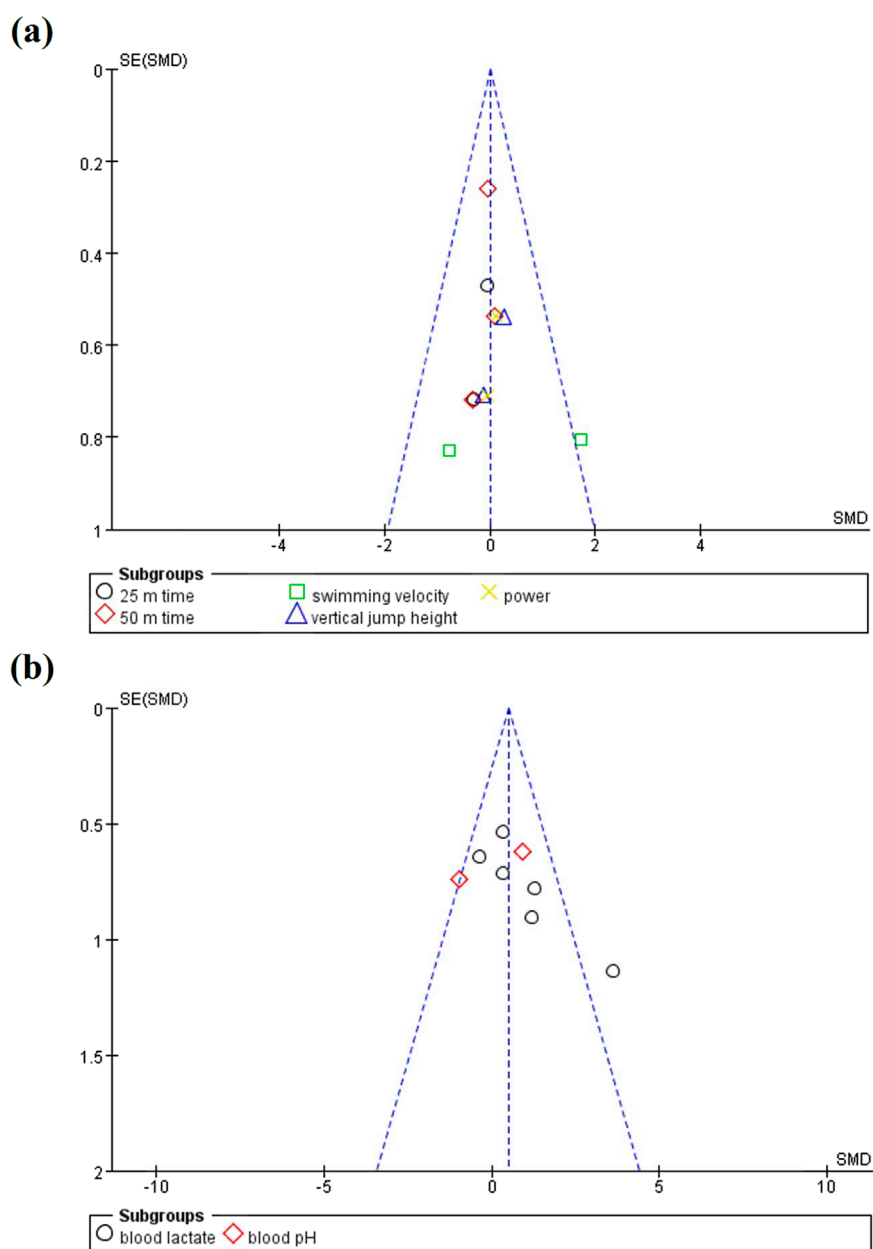 (a)
SE(SMD)
0
0.2
0.4
0.6
0.8
1
-4 -2 0 2 4
SMD
Subgroups
25 m time swimming velocity power
50 m time vertical jump height
(b)
SE(SMD)
0
0.5
1
1.5
2
-10 -5 0 5 10
SMD
Subgroups
blood lactate blood pH